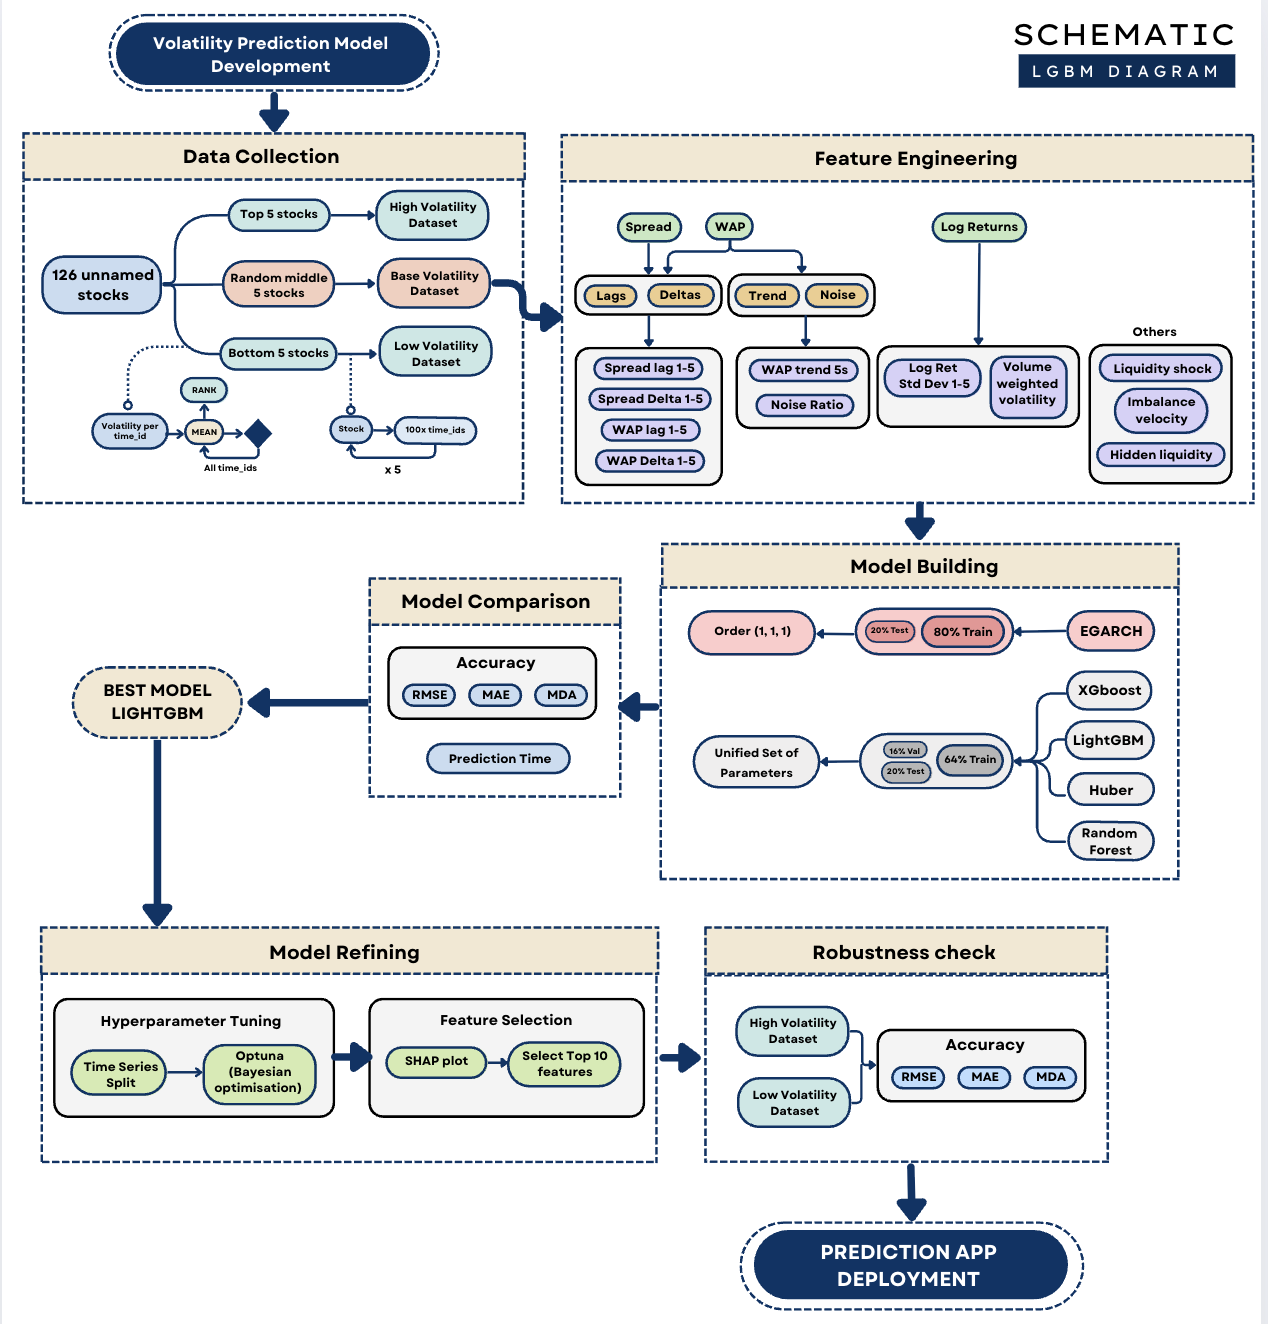 Volatility Prediction Model
Development
SCHEMATIC
LGBM DIAGRAM
Data Collection
126 unnamed
stocks
Top 5 stocks
High Volatility
Dataset
Random middle
5 stocks
Base Volatility
Dataset
Bottom 5 stocks
Low Volatility
Dataset
RANK
Volatility per
time_id
MEAN
All time_ids
Stock
100x time_ids
x 5
Feature Engineering
Spread
WAP
Log Returns
Lags
Deltas
Trend
Noise
Spread lag 1-5
Spread Delta 1-5
WAP lag 1-5
WAP Delta 1-5
WAP trend 5s
Noise Ratio
Log Ret
Std Dev 1-5
Volume
weighted
volatility
Others
Liquidity shock
Imbalance
velocity
Hidden liquidity
Model Building
Order (1, 1, 1)
20% Test
80% Train
EGARCH
XGboost
LightGBM
Huber
Random
Forest
Unified Set of
Parameters
16% Val
20% Test
64% Train
Model Comparison
Accuracy
RMSE
MAE
MDA
Prediction Time
BEST MODEL
LIGHTGBM
Model Refining
Hyperparameter Tuning
Time Series
Split
Optuna
(Bayesian
optimisation)
Feature Selection
SHAP plot
Select Top 10
features
Robustness check
High Volatility
Dataset
Low Volatility
Dataset
Accuracy
RMSE
MAE
MDA
PREDICTION APP
DEPLOYMENT